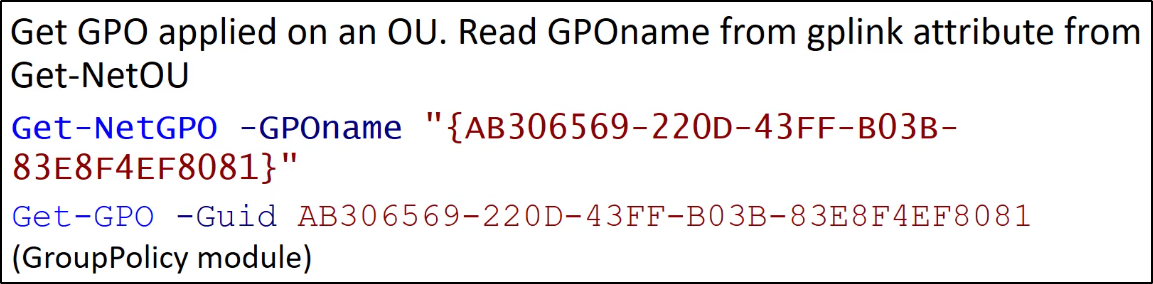 Get GPO applied on an OU. Read GPOname from gplink attribute from
Get-NetOU
Get-NetGPO -GPOname "{AB306569-220D-43FF-B03B-
83E8F4EF8081}"
Get-GPO -Guid AB306569-220D-43FF-B03B-83E8F4EF8081
(GroupPolicy module)